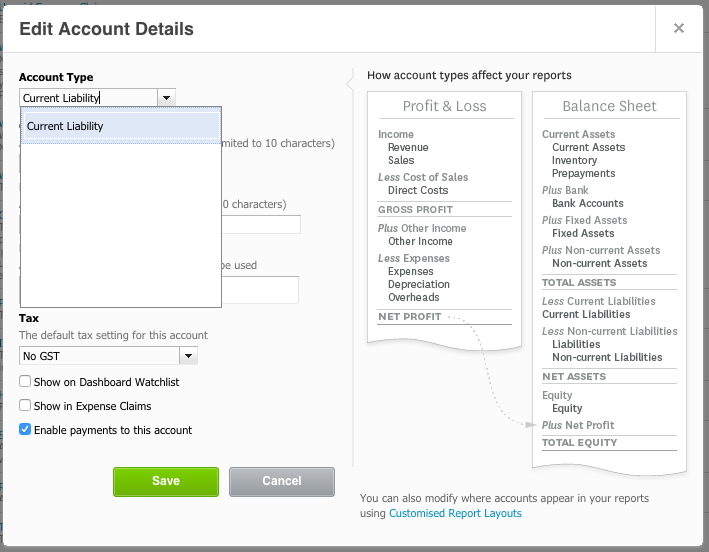 Edit Account Details
×
Account Type
Current Liability
Current Liability
mited to 10 characters)
0 characters)
be used
Tax
The default tax setting for this account
No GST
Show on Dashboard Watchlist
Show in Expense Claims
Enable payments to this account
Save
Cancel
How account types affect your reports
Profit & Loss
Income
Revenue
Sales
Less Cost of Sales
Direct Costs
GROSS PROFIT
Plus Other Income
Other Income
Less Expenses
Expenses
Depreciation
Overheads
NET PROFIT
Balance Sheet
Current Assets
Current Assets
Inventory
Prepayments
Plus Bank
Bank Accounts
Plus Fixed Assets
Fixed Assets
Plus Non-current Assets
Non-current Assets
TOTAL ASSETS
Less Current Liabilities
Current Liabilities
Less Non-current Liabilities
Liabilities
Non-current Liabilities
NET ASSETS
Equity
Equity
Plus Net Profit
TOTAL EQUITY
You can also modify where accounts appear in your reports
using Customised Report Layouts